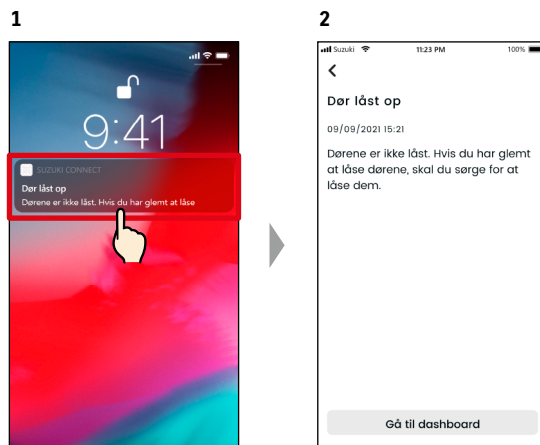 1
2
9:41
SUZUKI CONNECT
Dør låst op
Dørene er ikke låst. Hvis du har glemt at låse
Suzuki 11:23 PM 100%
Dør låst op
09/09/2021 15:21
Dørene er ikke låst. Hvis du har glemt
at låse dørene, skal du sørge for at
låse dem.
Gå til dashboard